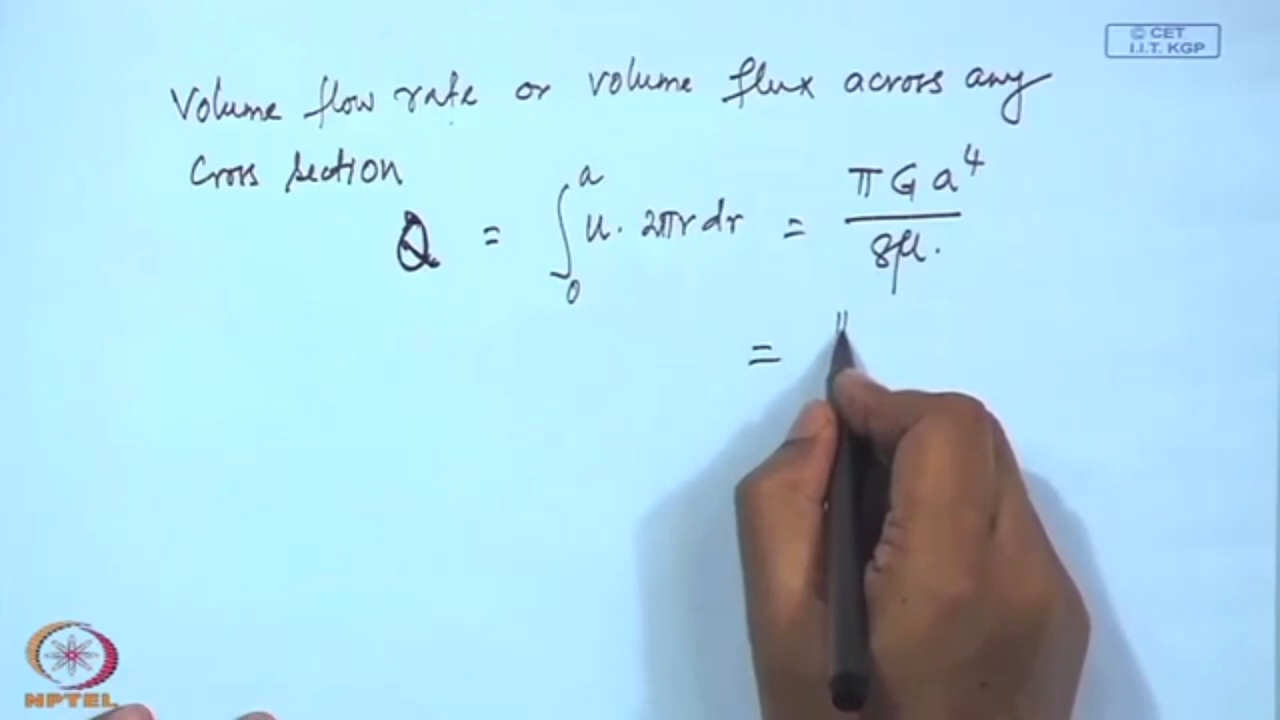 © CET
I.I.T. KGP
Volume flow rate or volume flux across any
Cross section
Q = ∫₀ᵃ u. 2πr dr = πGa⁴/8μ.
=
NPTEL